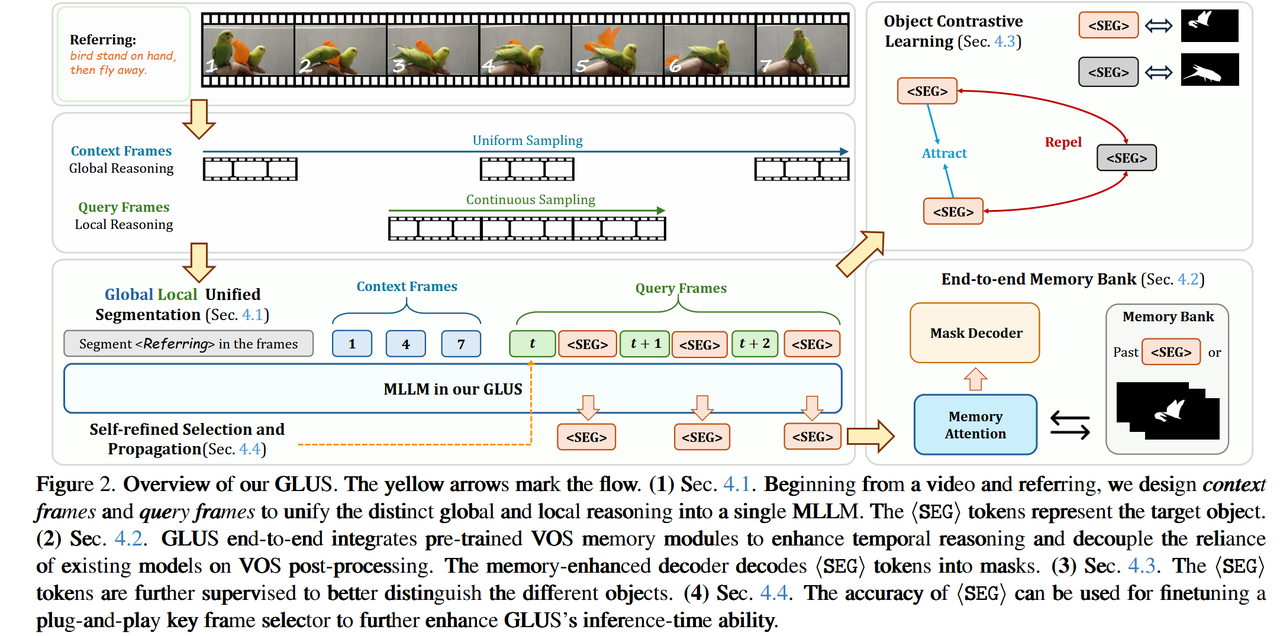 Referring:
bird stand on hand,
then fly away.
1 2 3 4 5 6 7
Context Frames
Global Reasoning
Uniform Sampling
Query Frames
Local Reasoning
Continuous Sampling
Global Local Unified
Segmentation (Sec. 4.1)
Context Frames
Query Frames
Segment <Referring> in the frames
1 4 7 t <SEG> t + 1 <SEG> t + 2 <SEG>
MLLM in our GLUS
Self-refined Selection and
Propagation(Sec. 4.4)
<SEG> <SEG> <SEG>
Object Contrastive
Learning (Sec. 4.3)
<SEG>
<SEG>
<SEG>
Attract
Repel
<SEG>
<SEG>
End-to-end Memory Bank (Sec. 4.2)
Mask Decoder
Memory
Attention
Memory Bank
Past <SEG> or
Figure 2. Overview of our GLUS. The yellow arrows mark the flow. (1) Sec. 4.1. Beginning from a video and referring, we design context
frames and query frames to unify the distinct global and local reasoning into a single MLLM. The ⟨SEG⟩ tokens represent the target object.
(2) Sec. 4.2. GLUS end-to-end integrates pre-trained VOS memory modules to enhance temporal reasoning and decouple the reliance
of existing models on VOS post-processing. The memory-enhanced decoder decodes ⟨SEG⟩ tokens into masks. (3) Sec. 4.3. The ⟨SEG⟩
tokens are further supervised to better distinguish the different objects. (4) Sec. 4.4. The accuracy of ⟨SEG⟩ can be used for finetuning a
plug-and-play key frame selector to further enhance GLUS's inference-time ability.